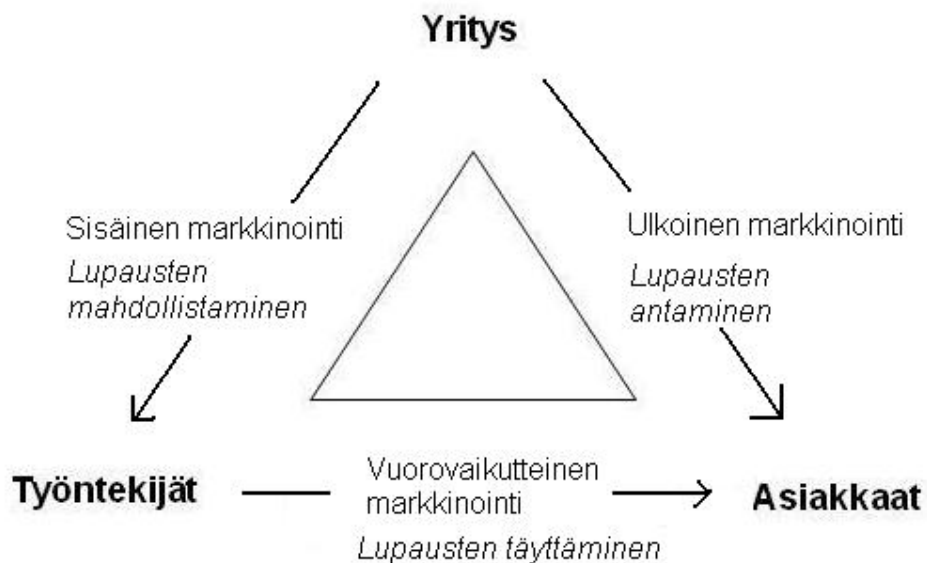 Yritys
Sisäinen markkinointi
Lupausten
mahdollistaminen
Ulkoinen markkinointi
Lupausten
antaminen
Työntekijät
Vuorovaikutteinen
markkinointi
Lupausten täyttäminen
Asiakkaat